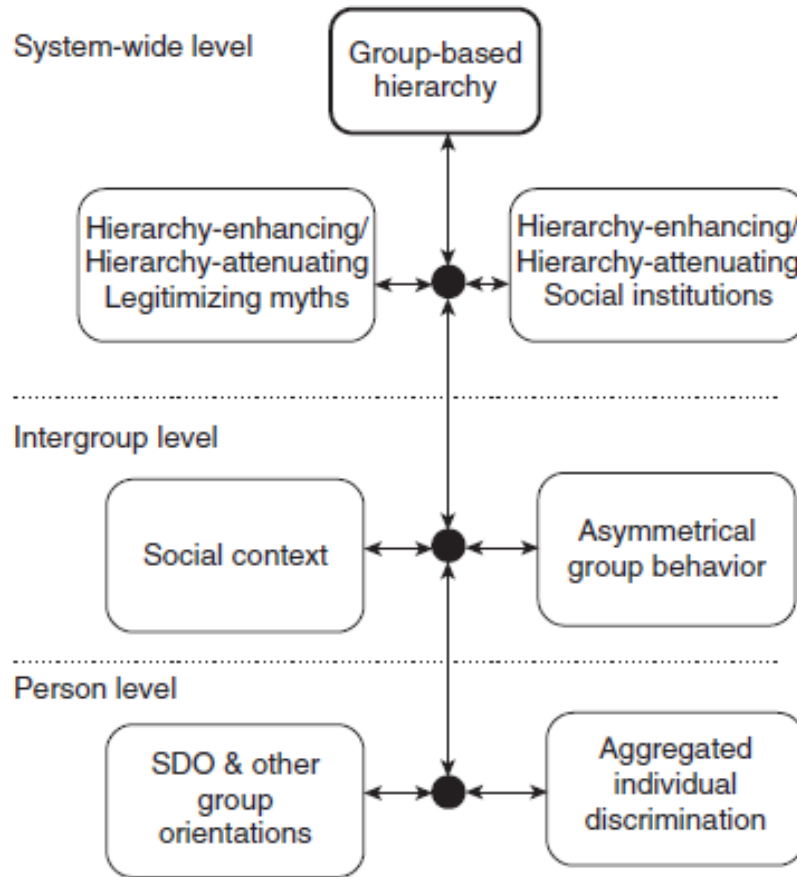 System-wide level
Group-based
hierarchy
Hierarchy-enhancing/
Hierarchy-attenuating
Legitimizing myths
Hierarchy-enhancing/
Hierarchy-attenuating
Social institutions
Intergroup level
Social context
Asymmetrical
group behavior
Person level
SDO & other
group
orientations
Aggregated
individual
discrimination